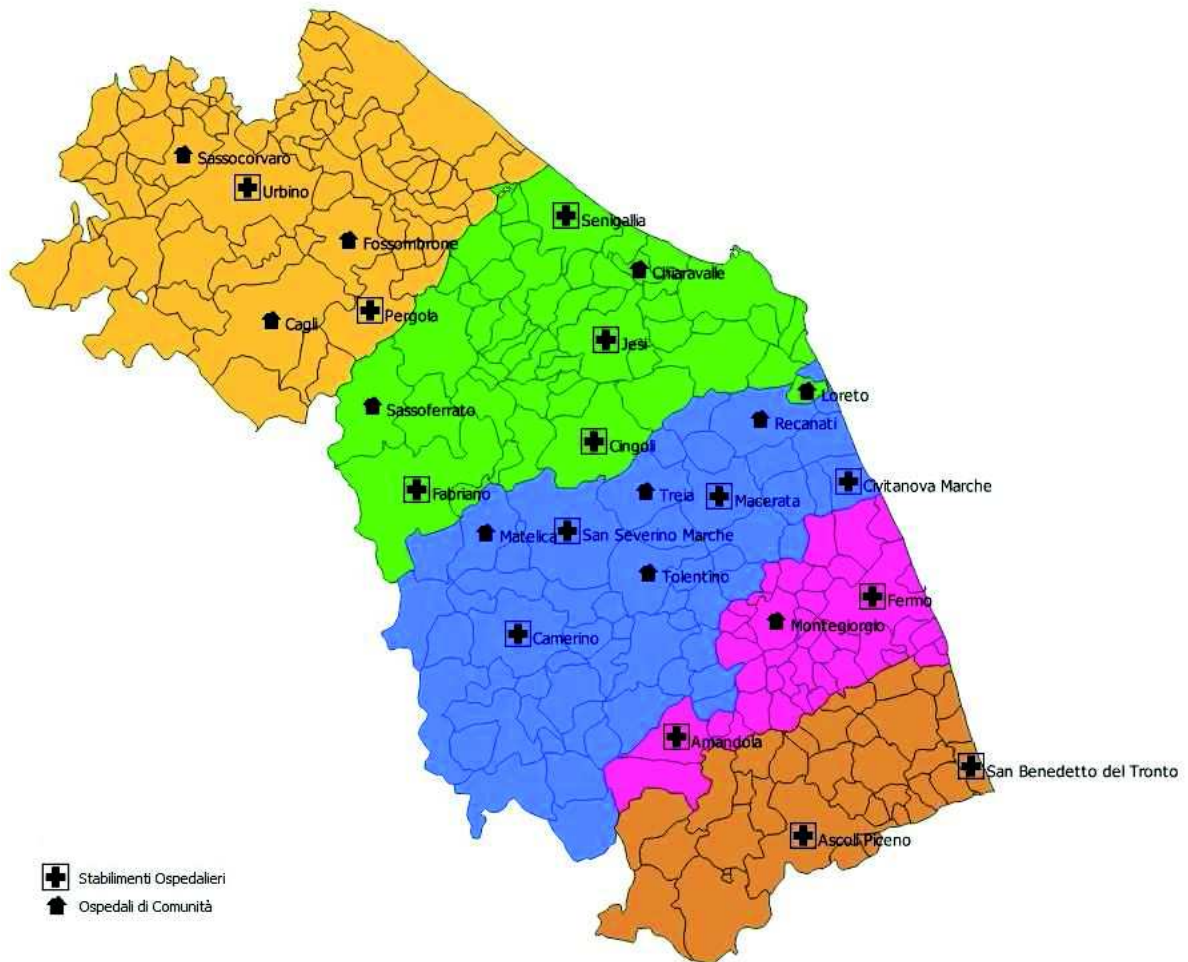 Sassocorvaro
Urbino
Senigallia
Fossombrone
Chiaravalle
Pergola
Cagli
Jesi
Loreto
Sassoferrato
Recanati
Cingoli
Fabriano
Treia
Macerata
Civitanova Marche
Matelica
San Severino Marche
Tolentino
Fermo
Montegiorgio
Camerino
Amandola
San Benedetto del Tronto
Ascoli Piceno
Stabilimenti Ospedalieri
Ospedali di Comunità